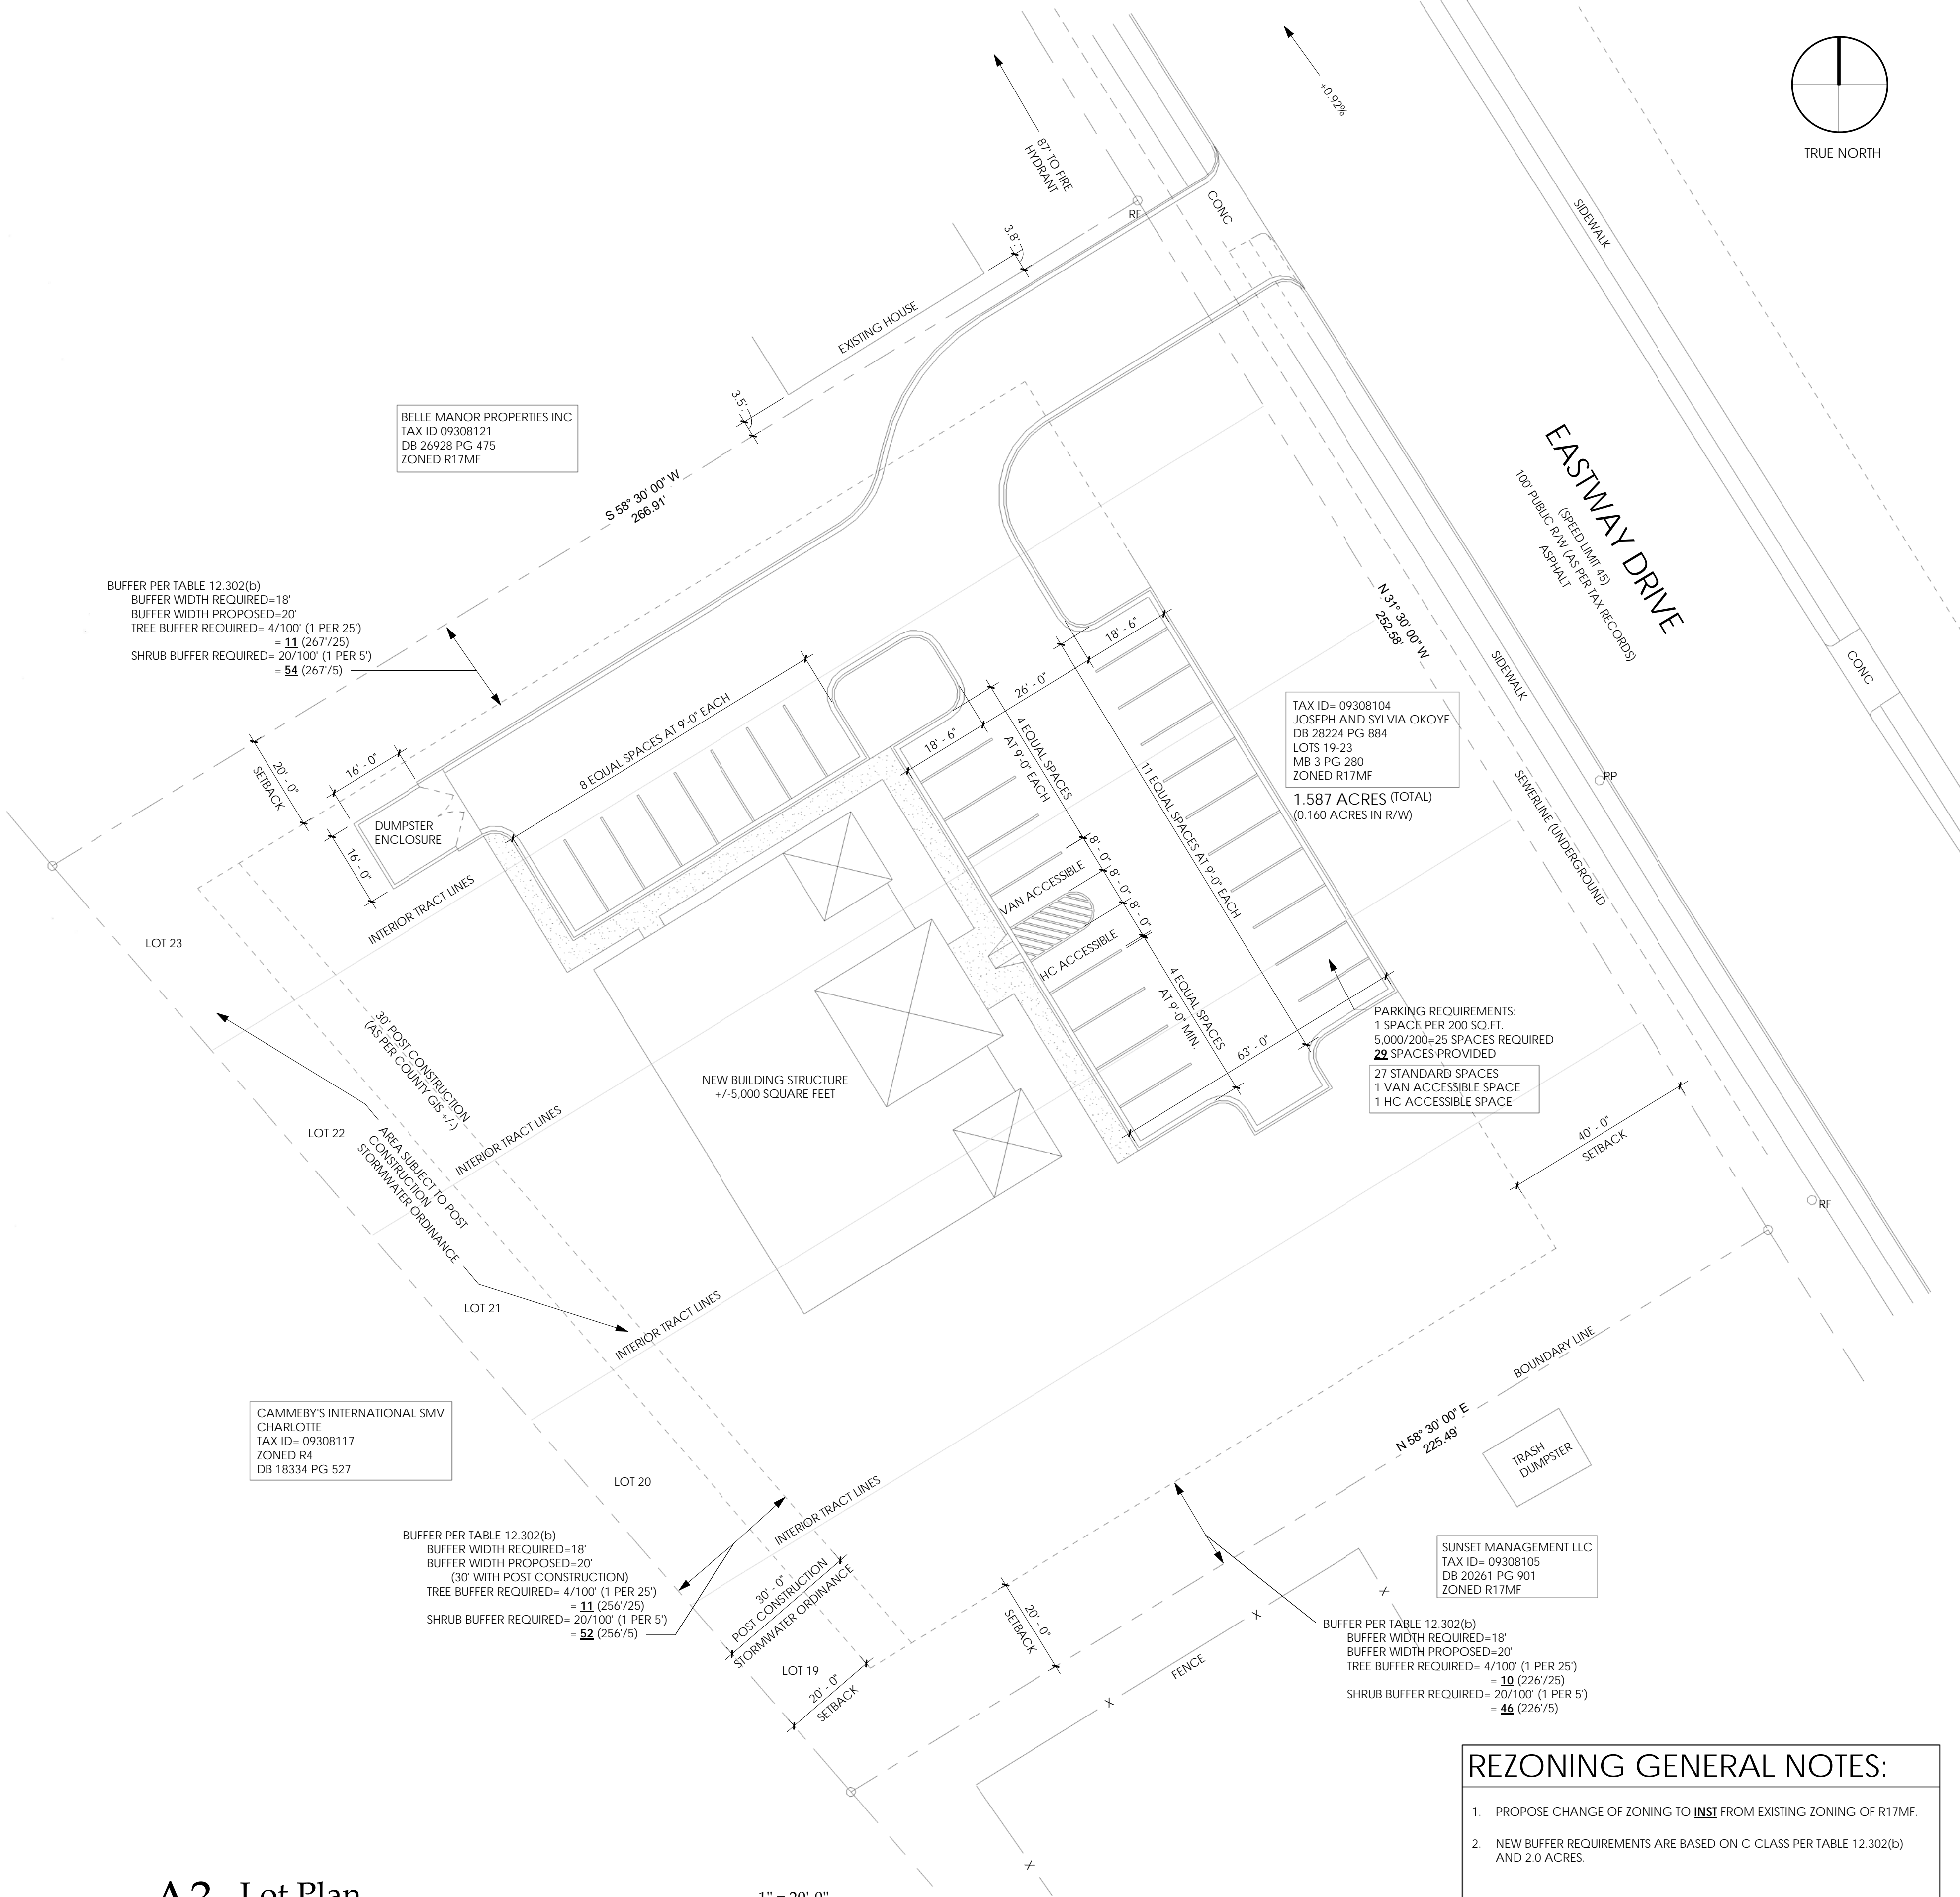 TRUE NORTH
+0.92%
87' TO FIRE
HYDRANT
RF
CONC
SIDEWALK
3.8'
EXISTING HOUSE
3.5'
BELLE MANOR PROPERTIES INC
TAX ID 09308121
DB 26928 PG 475
ZONED R17MF
S 58° 30' 00" W
266.91'
EASTWAY DRIVE
(SPEED LIMIT 45)
100' PUBLIC R/W (AS PER TAX RECORDS)
ASPHALT
BUFFER PER TABLE 12.302(b)
BUFFER WIDTH REQUIRED=18'
BUFFER WIDTH PROPOSED=20'
TREE BUFFER REQUIRED= 4/100' (1 PER 25')
= 11 (267'/25)
SHRUB BUFFER REQUIRED= 20/100' (1 PER 5')
= 54 (267'/5)
N 31° 30' 00" W
252.58'
SIDEWALK
CONC
18' - 6"
26' - 0"
18' - 6"
8 EQUAL SPACES AT 9'-0" EACH
4 EQUAL SPACES
AT 9'-0" EACH
11 EQUAL SPACES AT 9'-0" EACH
TAX ID= 09308104
JOSEPH AND SYLVIA OKOYE
DB 28224 PG 884
LOTS 19-23
MB 3 PG 280
ZONED R17MF
1.587 ACRES (TOTAL)
(0.160 ACRES IN R/W)
PP
SEWERLINE (UNDERGROUND
20' - 0"
SETBACK
16' - 0"
DUMPSTER
ENCLOSURE
16' - 0"
8' - 0"
8' - 0"
8' - 0"
VAN ACCESSIBLE
HC ACCESSIBLE
4 EQUAL SPACES
AT 9'-0" MIN.
63' - 0"
INTERIOR TRACT LINES
LOT 23
PARKING REQUIREMENTS:
1 SPACE PER 200 SQ.FT.
5,000/200=25 SPACES REQUIRED
29 SPACES PROVIDED
27 STANDARD SPACES
1 VAN ACCESSIBLE SPACE
1 HC ACCESSIBLE SPACE
30' POST CONSTRUCTION
(AS PER COUNTY GIS +/-)
NEW BUILDING STRUCTURE
+/-5,000 SQUARE FEET
40' - 0"
SETBACK
LOT 22
AREA SUBJECT TO POST
CONSTRUCTION
STORMWATER ORDINANCE
INTERIOR TRACT LINES
RF
LOT 21
INTERIOR TRACT LINES
BOUNDARY LINE
N 58° 30' 00" E
225.49'
TRASH
DUMPSTER
CAMMEBY'S INTERNATIONAL SMV
CHARLOTTE
TAX ID= 09308117
ZONED R4
DB 18334 PG 527
LOT 20
INTERIOR TRACT LINES
BUFFER PER TABLE 12.302(b)
BUFFER WIDTH REQUIRED=18'
BUFFER WIDTH PROPOSED=20'
(30' WITH POST CONSTRUCTION)
TREE BUFFER REQUIRED= 4/100' (1 PER 25')
= 11 (256'/25)
SHRUB BUFFER REQUIRED= 20/100' (1 PER 5')
= 52 (256'/5)
30' - 0"
POST CONSTRUCTION
STORMWATER ORDINANCE
SUNSET MANAGEMENT LLC
TAX ID= 09308105
DB 20261 PG 901
ZONED R17MF
20' - 0"
SETBACK
X
X
FENCE
X
X
BUFFER PER TABLE 12.302(b)
BUFFER WIDTH REQUIRED=18'
BUFFER WIDTH PROPOSED=20'
TREE BUFFER REQUIRED= 4/100' (1 PER 25')
= 10 (226'/25)
SHRUB BUFFER REQUIRED= 20/100' (1 PER 5')
= 46 (226'/5)
LOT 19
20' - 0"
SETBACK
REZONING GENERAL NOTES:
1. PROPOSE CHANGE OF ZONING TO INST FROM EXISTING ZONING OF R17MF.
2. NEW BUFFER REQUIREMENTS ARE BASED ON C CLASS PER TABLE 12.302(b)
AND 2.0 ACRES.
A2 Lot Plan
1" = 20'-0"